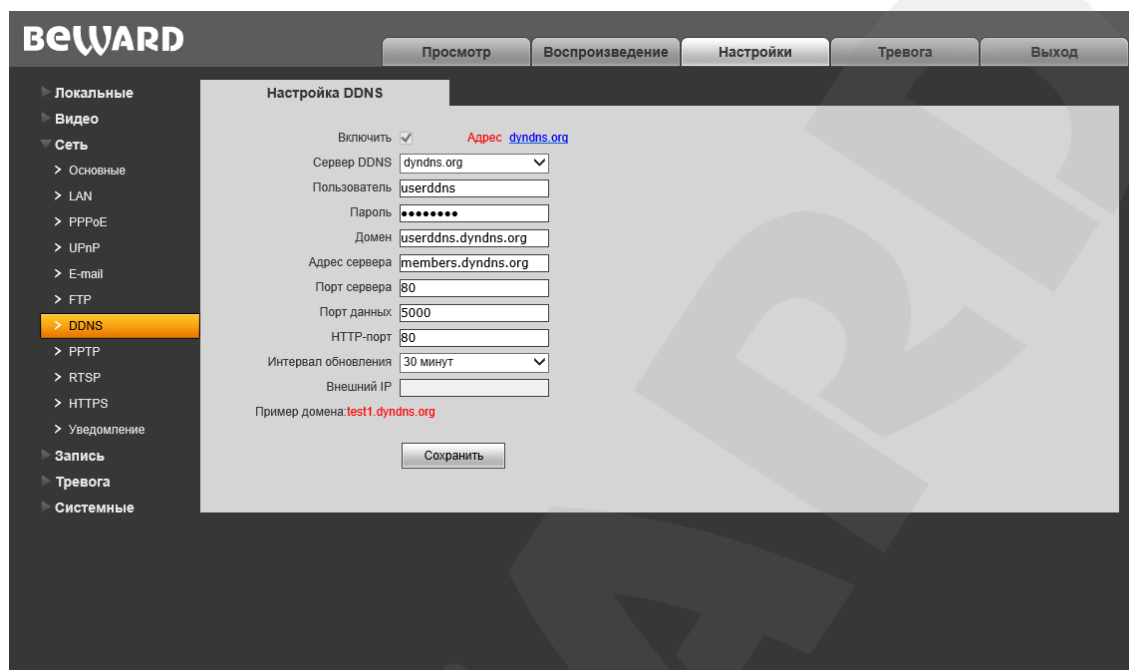 BEWARD
Просмотр Воспроизведение Настройки Тревога Выход
Локальные
Видео
Сеть
> Основные
> LAN
> PPPoE
> UPnP
> E-mail
> FTP
> DDNS
> PPTP
> RTSP
> HTTPS
> Уведомление
Запись
Тревога
Системные
Настройка DDNS
Включить Адрес dyndns.org
Сервер DDNS dyndns.org
Пользователь userddns
Пароль ••••••••
Домен userddns.dyndns.org
Адрес сервера members.dyndns.org
Порт сервера 80
Порт данных 5000
HTTP-порт 80
Интервал обновления 30 минут
Внешний IP
Пример домена:test1.dyndns.org
Сохранить